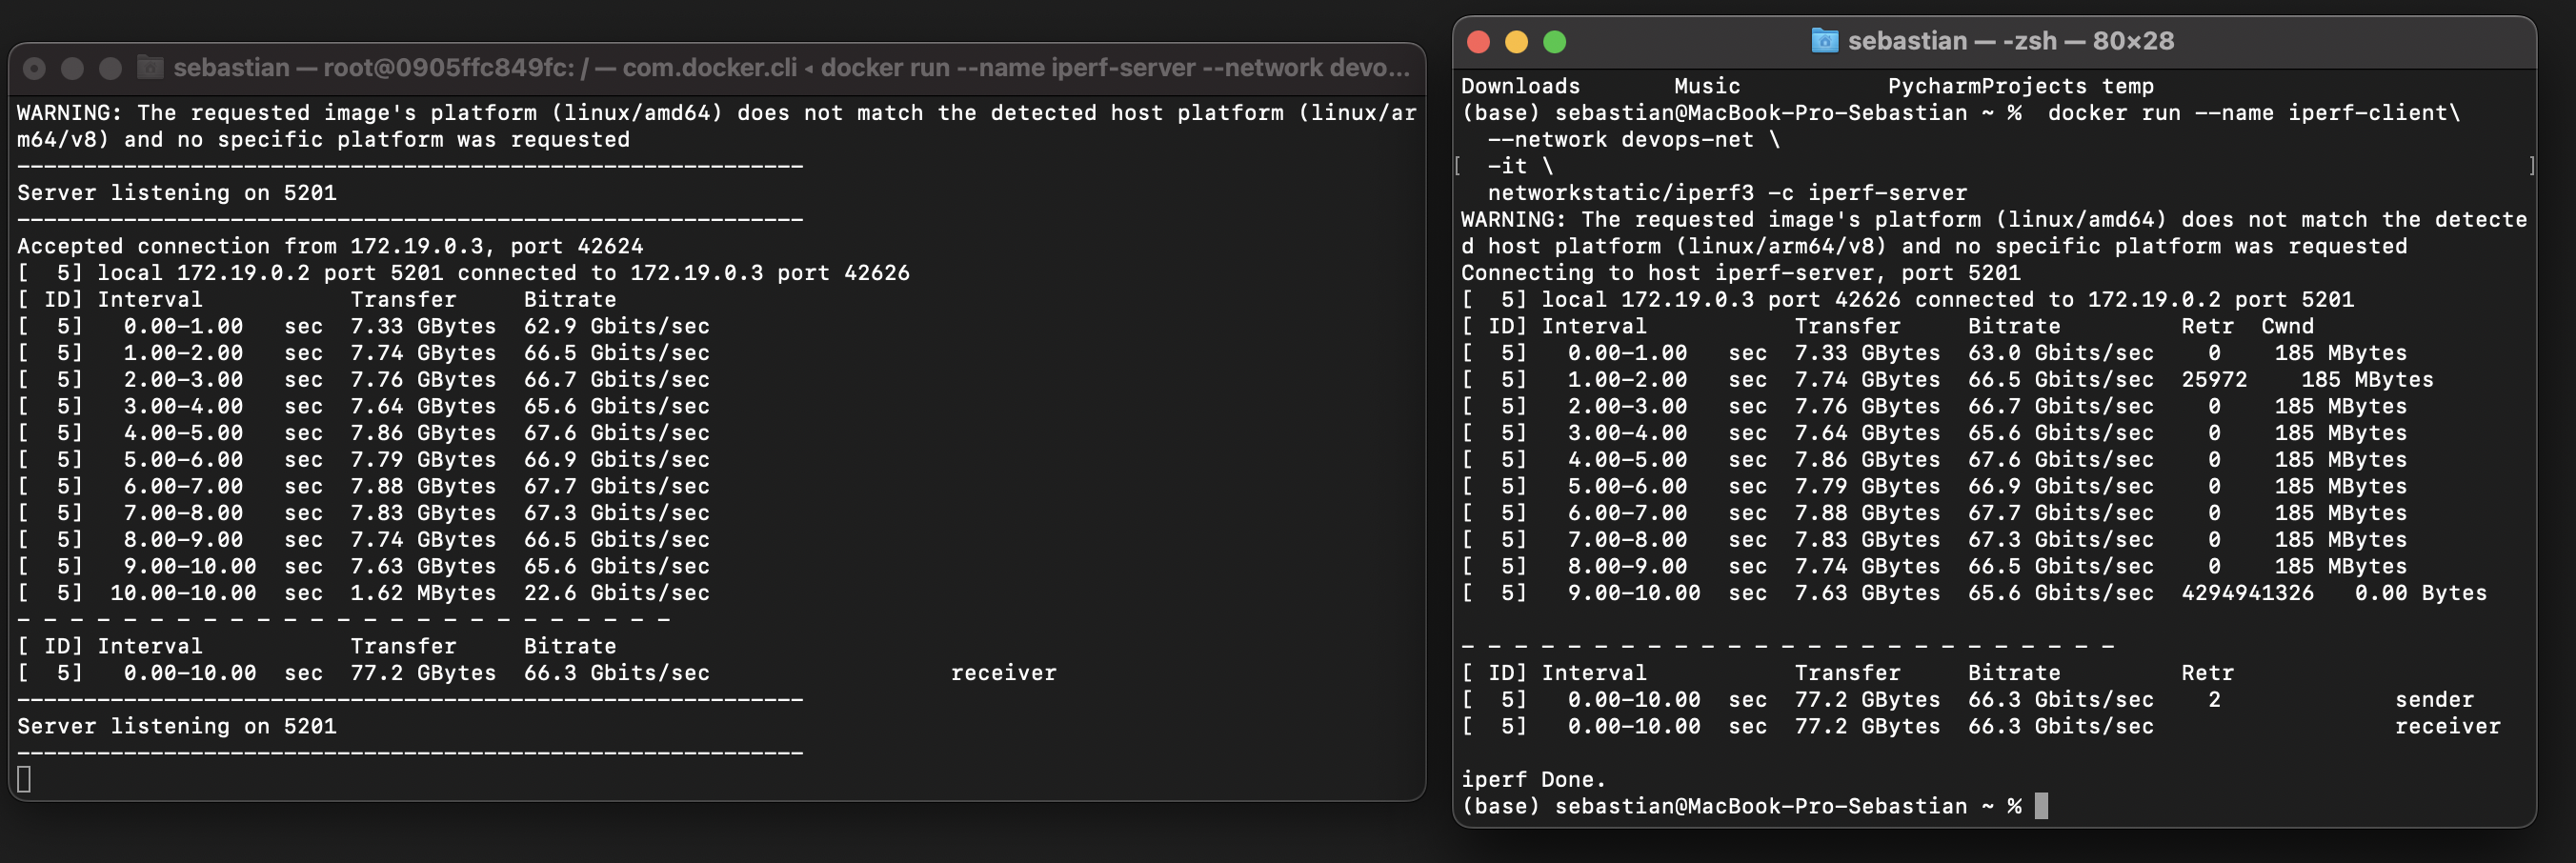 sebastian — root@0905ffc849fc: / — com.docker.cli ◂ docker run --name iperf-server --network devo...
WARNING: The requested image's platform (linux/amd64) does not match the detected host platform (linux/ar
m64/v8) and no specific platform was requested
-----------------------------------------------------------
Server listening on 5201
-----------------------------------------------------------
Accepted connection from 172.19.0.3, port 42624
[  5] local 172.19.0.2 port 5201 connected to 172.19.0.3 port 42626
[ ID] Interval           Transfer     Bitrate
[  5]   0.00-1.00   sec  7.33 GBytes  62.9 Gbits/sec
[  5]   1.00-2.00   sec  7.74 GBytes  66.5 Gbits/sec
[  5]   2.00-3.00   sec  7.76 GBytes  66.7 Gbits/sec
[  5]   3.00-4.00   sec  7.64 GBytes  65.6 Gbits/sec
[  5]   4.00-5.00   sec  7.86 GBytes  67.6 Gbits/sec
[  5]   5.00-6.00   sec  7.79 GBytes  66.9 Gbits/sec
[  5]   6.00-7.00   sec  7.88 GBytes  67.7 Gbits/sec
[  5]   7.00-8.00   sec  7.83 GBytes  67.3 Gbits/sec
[  5]   8.00-9.00   sec  7.74 GBytes  66.5 Gbits/sec
[  5]   9.00-10.00  sec  7.63 GBytes  65.6 Gbits/sec
[  5]  10.00-10.00  sec  1.62 MBytes  22.6 Gbits/sec
- - - - - - - - - - - - - - - - - - - - - - - - -
[ ID] Interval           Transfer     Bitrate
[  5]   0.00-10.00  sec  77.2 GBytes  66.3 Gbits/sec                  receiver
-----------------------------------------------------------
Server listening on 5201
-----------------------------------------------------------
sebastian — -zsh — 80×28
Downloads       Music           PycharmProjects temp
(base) sebastian@MacBook-Pro-Sebastian ~ %  docker run --name iperf-client\
  --network devops-net \
[  -it \                                                                         ]
  networkstatic/iperf3 -c iperf-server
WARNING: The requested image's platform (linux/amd64) does not match the detecte
d host platform (linux/arm64/v8) and no specific platform was requested
Connecting to host iperf-server, port 5201
[  5] local 172.19.0.3 port 42626 connected to 172.19.0.2 port 5201
[ ID] Interval           Transfer     Bitrate         Retr  Cwnd
[  5]   0.00-1.00   sec  7.33 GBytes  63.0 Gbits/sec    0    185 MBytes
[  5]   1.00-2.00   sec  7.74 GBytes  66.5 Gbits/sec  25972    185 MBytes
[  5]   2.00-3.00   sec  7.76 GBytes  66.7 Gbits/sec    0    185 MBytes
[  5]   3.00-4.00   sec  7.64 GBytes  65.6 Gbits/sec    0    185 MBytes
[  5]   4.00-5.00   sec  7.86 GBytes  67.6 Gbits/sec    0    185 MBytes
[  5]   5.00-6.00   sec  7.79 GBytes  66.9 Gbits/sec    0    185 MBytes
[  5]   6.00-7.00   sec  7.88 GBytes  67.7 Gbits/sec    0    185 MBytes
[  5]   7.00-8.00   sec  7.83 GBytes  67.3 Gbits/sec    0    185 MBytes
[  5]   8.00-9.00   sec  7.74 GBytes  66.5 Gbits/sec    0    185 MBytes
[  5]   9.00-10.00  sec  7.63 GBytes  65.6 Gbits/sec  4294941326   0.00 Bytes
- - - - - - - - - - - - - - - - - - - - - - - - -
[ ID] Interval           Transfer     Bitrate         Retr
[  5]   0.00-10.00  sec  77.2 GBytes  66.3 Gbits/sec    2             sender
[  5]   0.00-10.00  sec  77.2 GBytes  66.3 Gbits/sec                  receiver
iperf Done.
(base) sebastian@MacBook-Pro-Sebastian ~ %